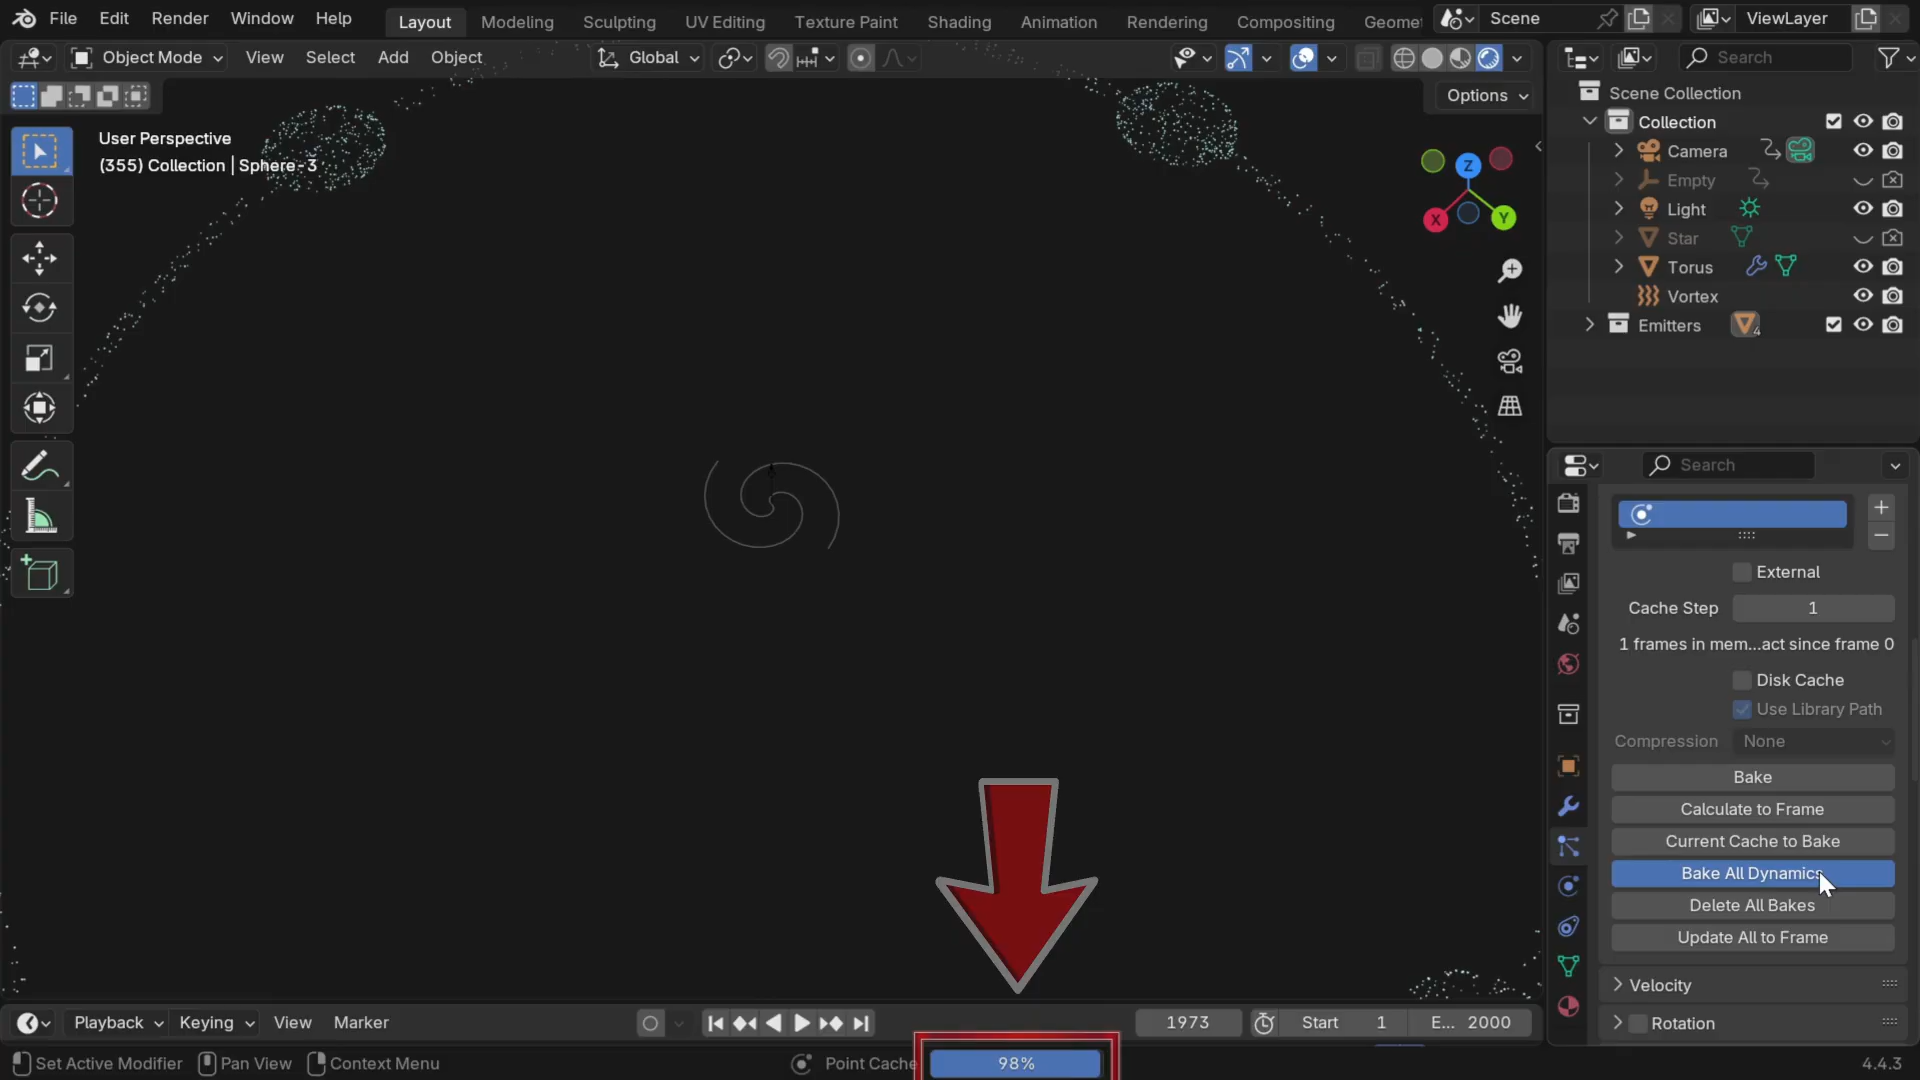 File Edit Render Window Help Layout Modeling Sculpting UV Editing Texture Paint Shading Animation Rendering Compositing Geomet Scene ViewLayer
Object Mode View Select Add Object Global Search
Options
User Perspective
(355) Collection | Sphere-3
Z
X
Y
Scene Collection
Collection
Camera
Empty
Light
Star
Torus
Vortex
Emitters 4
Search
External
Cache Step 1
1 frames in mem...act since frame 0
Disk Cache
Use Library Path
Compression None
Bake
Calculate to Frame
Current Cache to Bake
Bake All Dynamics
Delete All Bakes
Update All to Frame
Velocity
Rotation
Playback Keying View Marker 1973 Start 1 E... 2000
Set Active Modifier Pan View Context Menu Point Cache 98% 4.4.3